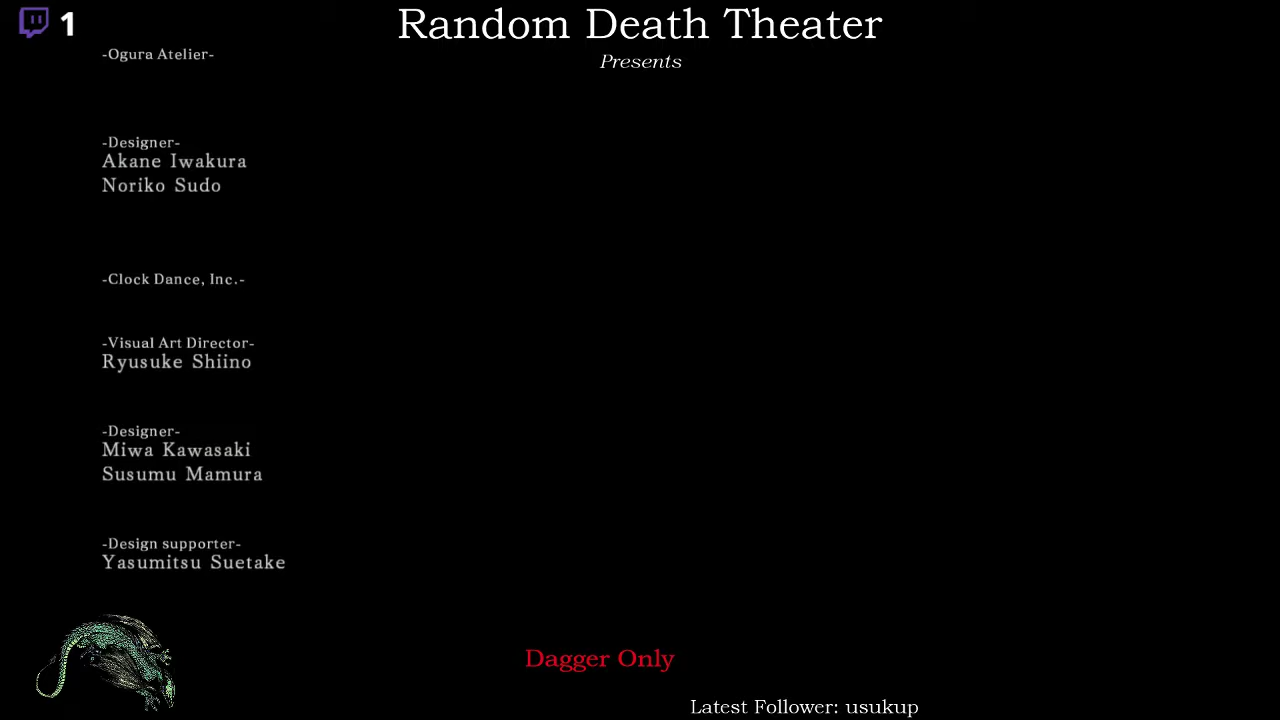 1
Random Death Theater
Presents
-Ogura Atelier-
-Designer-
Akane Iwakura
Noriko Sudo
-Clock Dance, Inc.-
-Visual Art Director-
Ryusuke Shiino
-Designer-
Miwa Kawasaki
Susumu Mamura
-Design supporter-
Yasumitsu Suetake
Dagger Only
Latest Follower: usukup